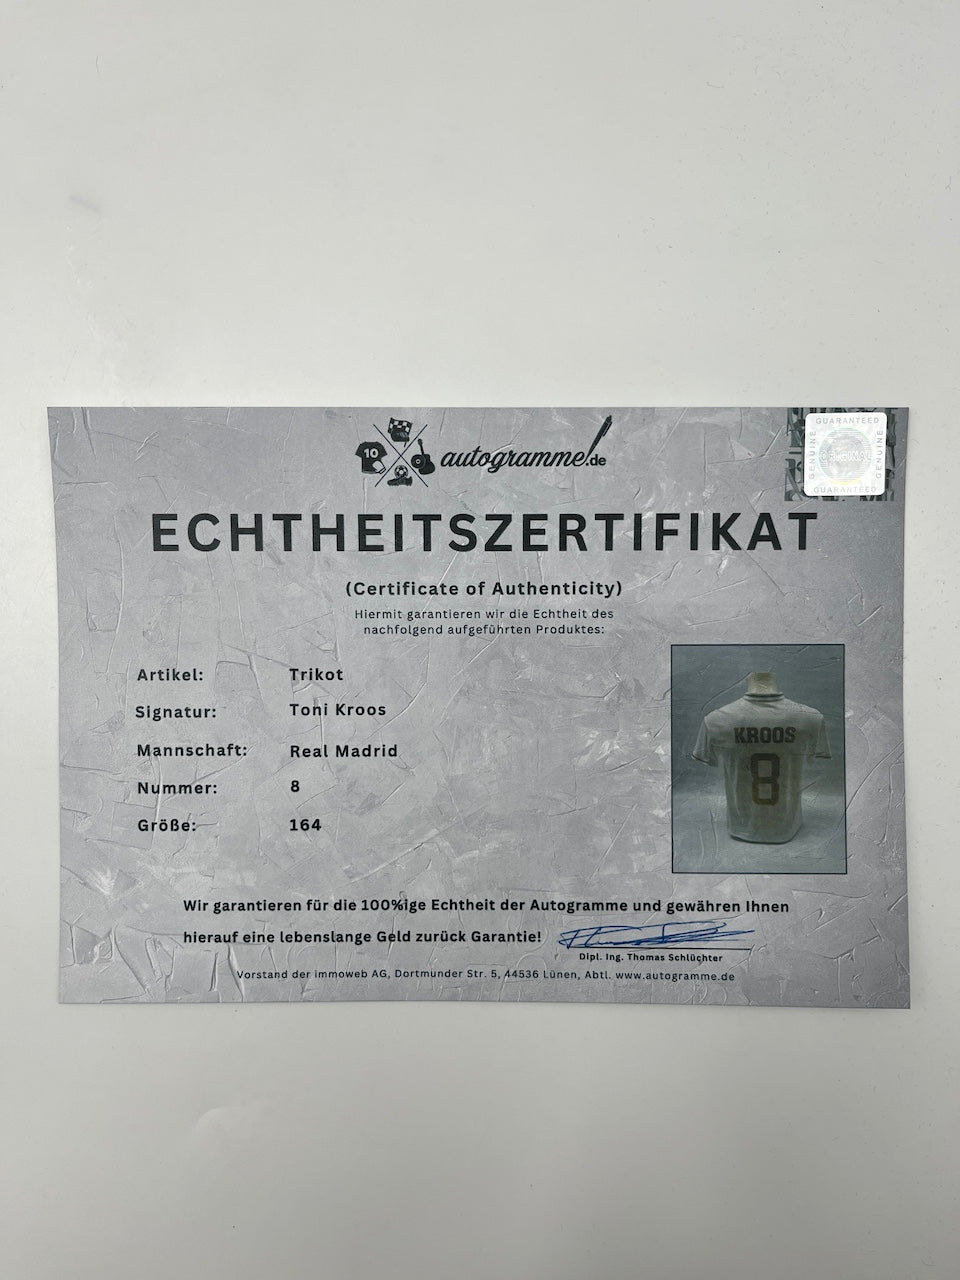 10
autogramme!.de
GUARANTEED
GENUINE
GENUINE
GUARANTEED
ECHTHEITSZERTIFIKAT
(Certificate of Authenticity)
Hiermit garantieren wir die Echtheit des
nachfolgend aufgeführten Produktes:
Artikel: Trikot
Signatur: Toni Kroos
Mannschaft: Real Madrid
Nummer: 8
Größe: 164
KROOS
8
Wir garantieren für die 100%ige Echtheit der Autogramme und gewähren Ihnen
hierauf eine lebenslange Geld zurück Garantie!
Dipl. Ing. Thomas Schlüchter
Vorstand der immoweb AG, Dortmunder Str. 5, 44536 Lünen, Abtl. www.autogramme.de